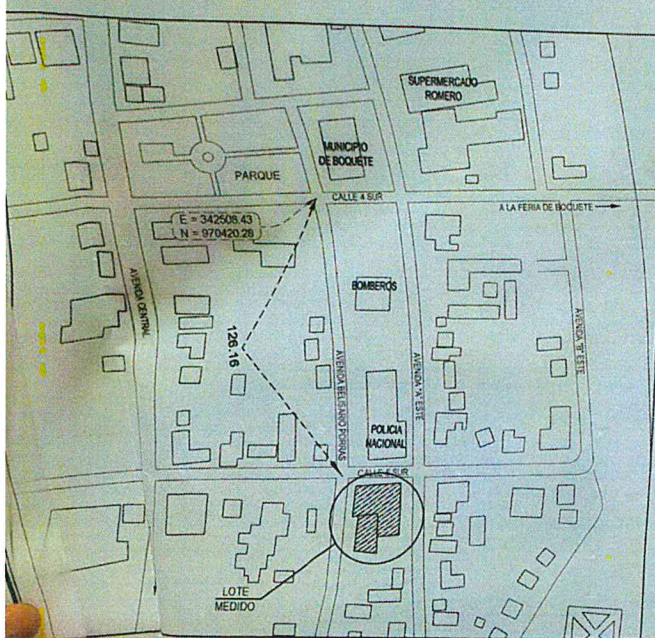 SUPERMERCADO
ROMERO
MUNICIPIO
DE BOQUETE
PARQUE
CALLE 4 SUR
A LA FERIA DE BOQUETE
E = 342508.43
N = 970420.28
AVENIDA CENTRAL
BOMBEROS
126.16
AVENIDA BELISARIO PORRAS
AVENIDA "A" ESTE
AVENIDA "B" ESTE
POLICIA
NACIONAL
CALLE 5 SUR
LOTE
MEDIDO